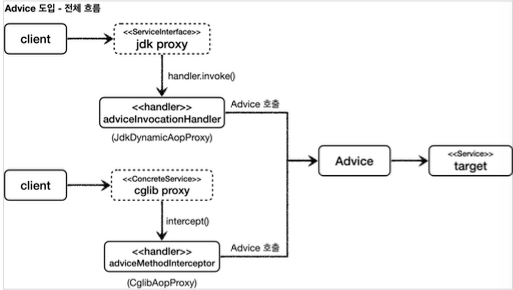 Advice 도입 - 전체 흐름
client
<<ServiceInterface>>
jdk proxy
handler.invoke()
<<handler>>
adviceInvocationHandler
(JdkDynamicAopProxy)
Advice 호출
Advice
<<Service>>
target
client
<<ConcreteService>>
cglib proxy
intercept()
<<handler>>
adviceMethodInterceptor
(CglibAopProxy)
Advice 호출